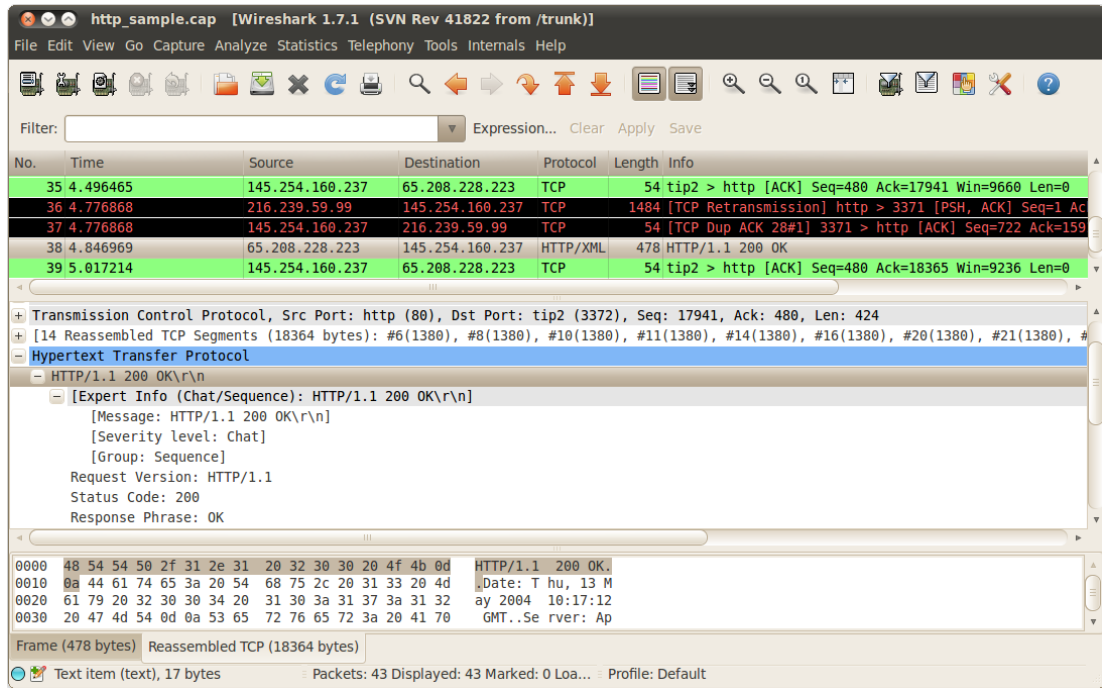 http_sample.cap [Wireshark 1.7.1 (SVN Rev 41822 from /trunk)]
File Edit View Go Capture Analyze Statistics Telephony Tools Internals Help
Filter: Expression... Clear Apply Save
No. Time Source Destination Protocol Length Info
35 4.496465 145.254.160.237 65.208.228.223 TCP 54 tip2 > http [ACK] Seq=480 Ack=17941 Win=9660 Len=0
36 4.776868 216.239.59.99 145.254.160.237 TCP 1484 [TCP Retransmission] http > 3371 [PSH, ACK] Seq=1 Ac
37 4.776868 145.254.160.237 216.239.59.99 TCP 54 [TCP Dup ACK 28#1] 3371 > http [ACK] Seq=722 Ack=159
38 4.846969 65.208.228.223 145.254.160.237 HTTP/XML 478 HTTP/1.1 200 OK
39 5.017214 145.254.160.237 65.208.228.223 TCP 54 tip2 > http [ACK] Seq=480 Ack=18365 Win=9236 Len=0
+ Transmission Control Protocol, Src Port: http (80), Dst Port: tip2 (3372), Seq: 17941, Ack: 480, Len: 424
+ [14 Reassembled TCP Segments (18364 bytes): #6(1380), #8(1380), #10(1380), #11(1380), #14(1380), #16(1380), #20(1380), #21(1380), #
− Hypertext Transfer Protocol
− HTTP/1.1 200 OK\r\n
− [Expert Info (Chat/Sequence): HTTP/1.1 200 OK\r\n]
[Message: HTTP/1.1 200 OK\r\n]
[Severity level: Chat]
[Group: Sequence]
Request Version: HTTP/1.1
Status Code: 200
Response Phrase: OK
0000 48 54 54 50 2f 31 2e 31 20 32 30 30 20 4f 4b 0d HTTP/1.1 200 OK.
0010 0a 44 61 74 65 3a 20 54 68 75 2c 20 31 33 20 4d .Date: T hu, 13 M
0020 61 79 20 32 30 30 34 20 31 30 3a 31 37 3a 31 32 ay 2004 10:17:12
0030 20 47 4d 54 0d 0a 53 65 72 76 65 72 3a 20 41 70 GMT..Se rver: Ap
Frame (478 bytes) Reassembled TCP (18364 bytes)
Text item (text), 17 bytes Packets: 43 Displayed: 43 Marked: 0 Loa... Profile: Default